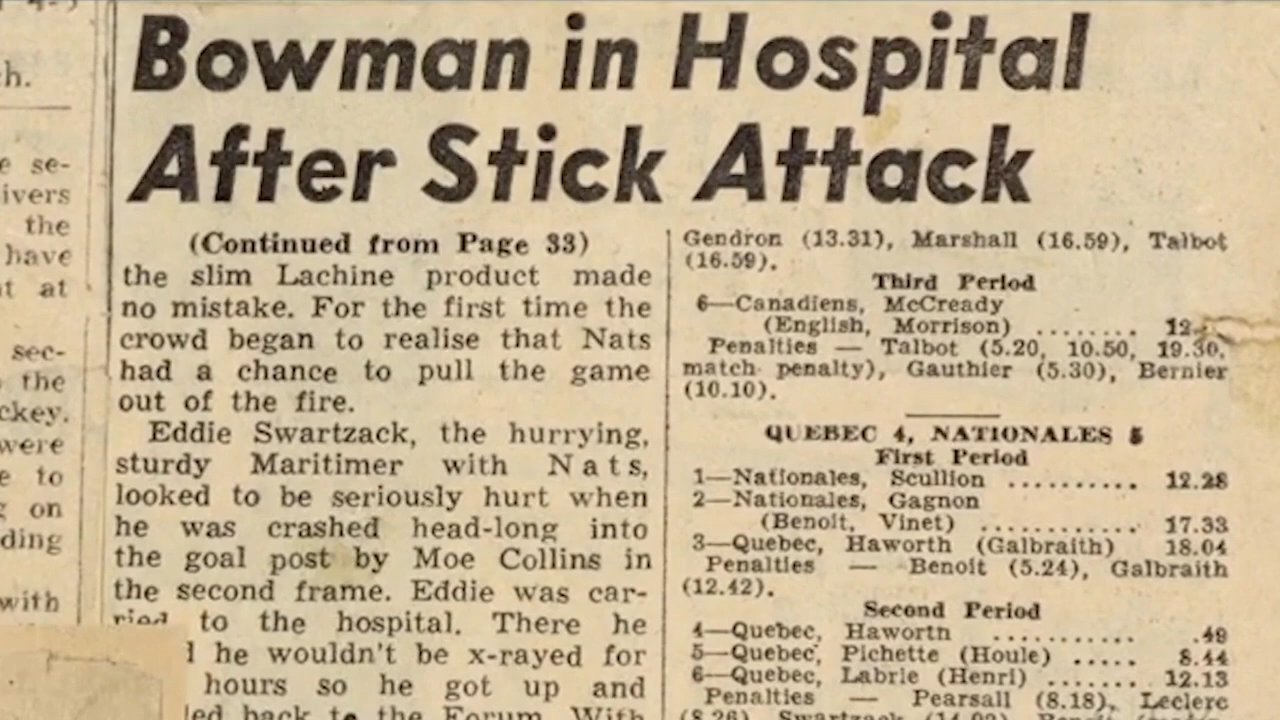 ch.
e se-
ivers
the
have
at at
sec-
the
ckey.
were
e to
g on
ding
with
Bowman in Hospital
After Stick Attack
(Continued from Page 33)
the slim Lachine product made
no mistake. For the first time the
crowd began to realise that Nats
had a chance to pull the game
out of the fire.
Eddie Swartzack, the hurrying,
sturdy Maritimer with Nats,
looked to be seriously hurt when
he was crashed head-long into
the goal post by Moe Collins in
the second frame. Eddie was car-
ried to the hospital. There he
he wouldn't be x-rayed for
hours so he got up and
led back to the Forum. With
Gendron (13.31), Marshall (16.59), Talbot
(16.59).
Third Period
6—Canadiens, McCready
(English, Morrison) ........ 12.
Penalties — Talbot (5.20, 10.50, 19.30,
match penalty), Gauthier (5.30), Bernier
(10.10).
QUEBEC 4, NATIONALES 5
First Period
1—Nationales, Scullion .......... 12.28
2—Nationales, Gagnon
(Benoit, Vinet) ............ 17.33
3—Quebec, Haworth (Galbraith) 18.04
Penalties — Benoit (5.24), Galbraith
(12.42).
Second Period
4—Quebec, Haworth ........... .49
5—Quebec, Pichette (Houle) ..... 8.44
6—Quebec, Labrie (Henri) ........ 12.13
Penalties — Pearsall (8.18), Leclerc
(8.26), Swartzack (14.02),